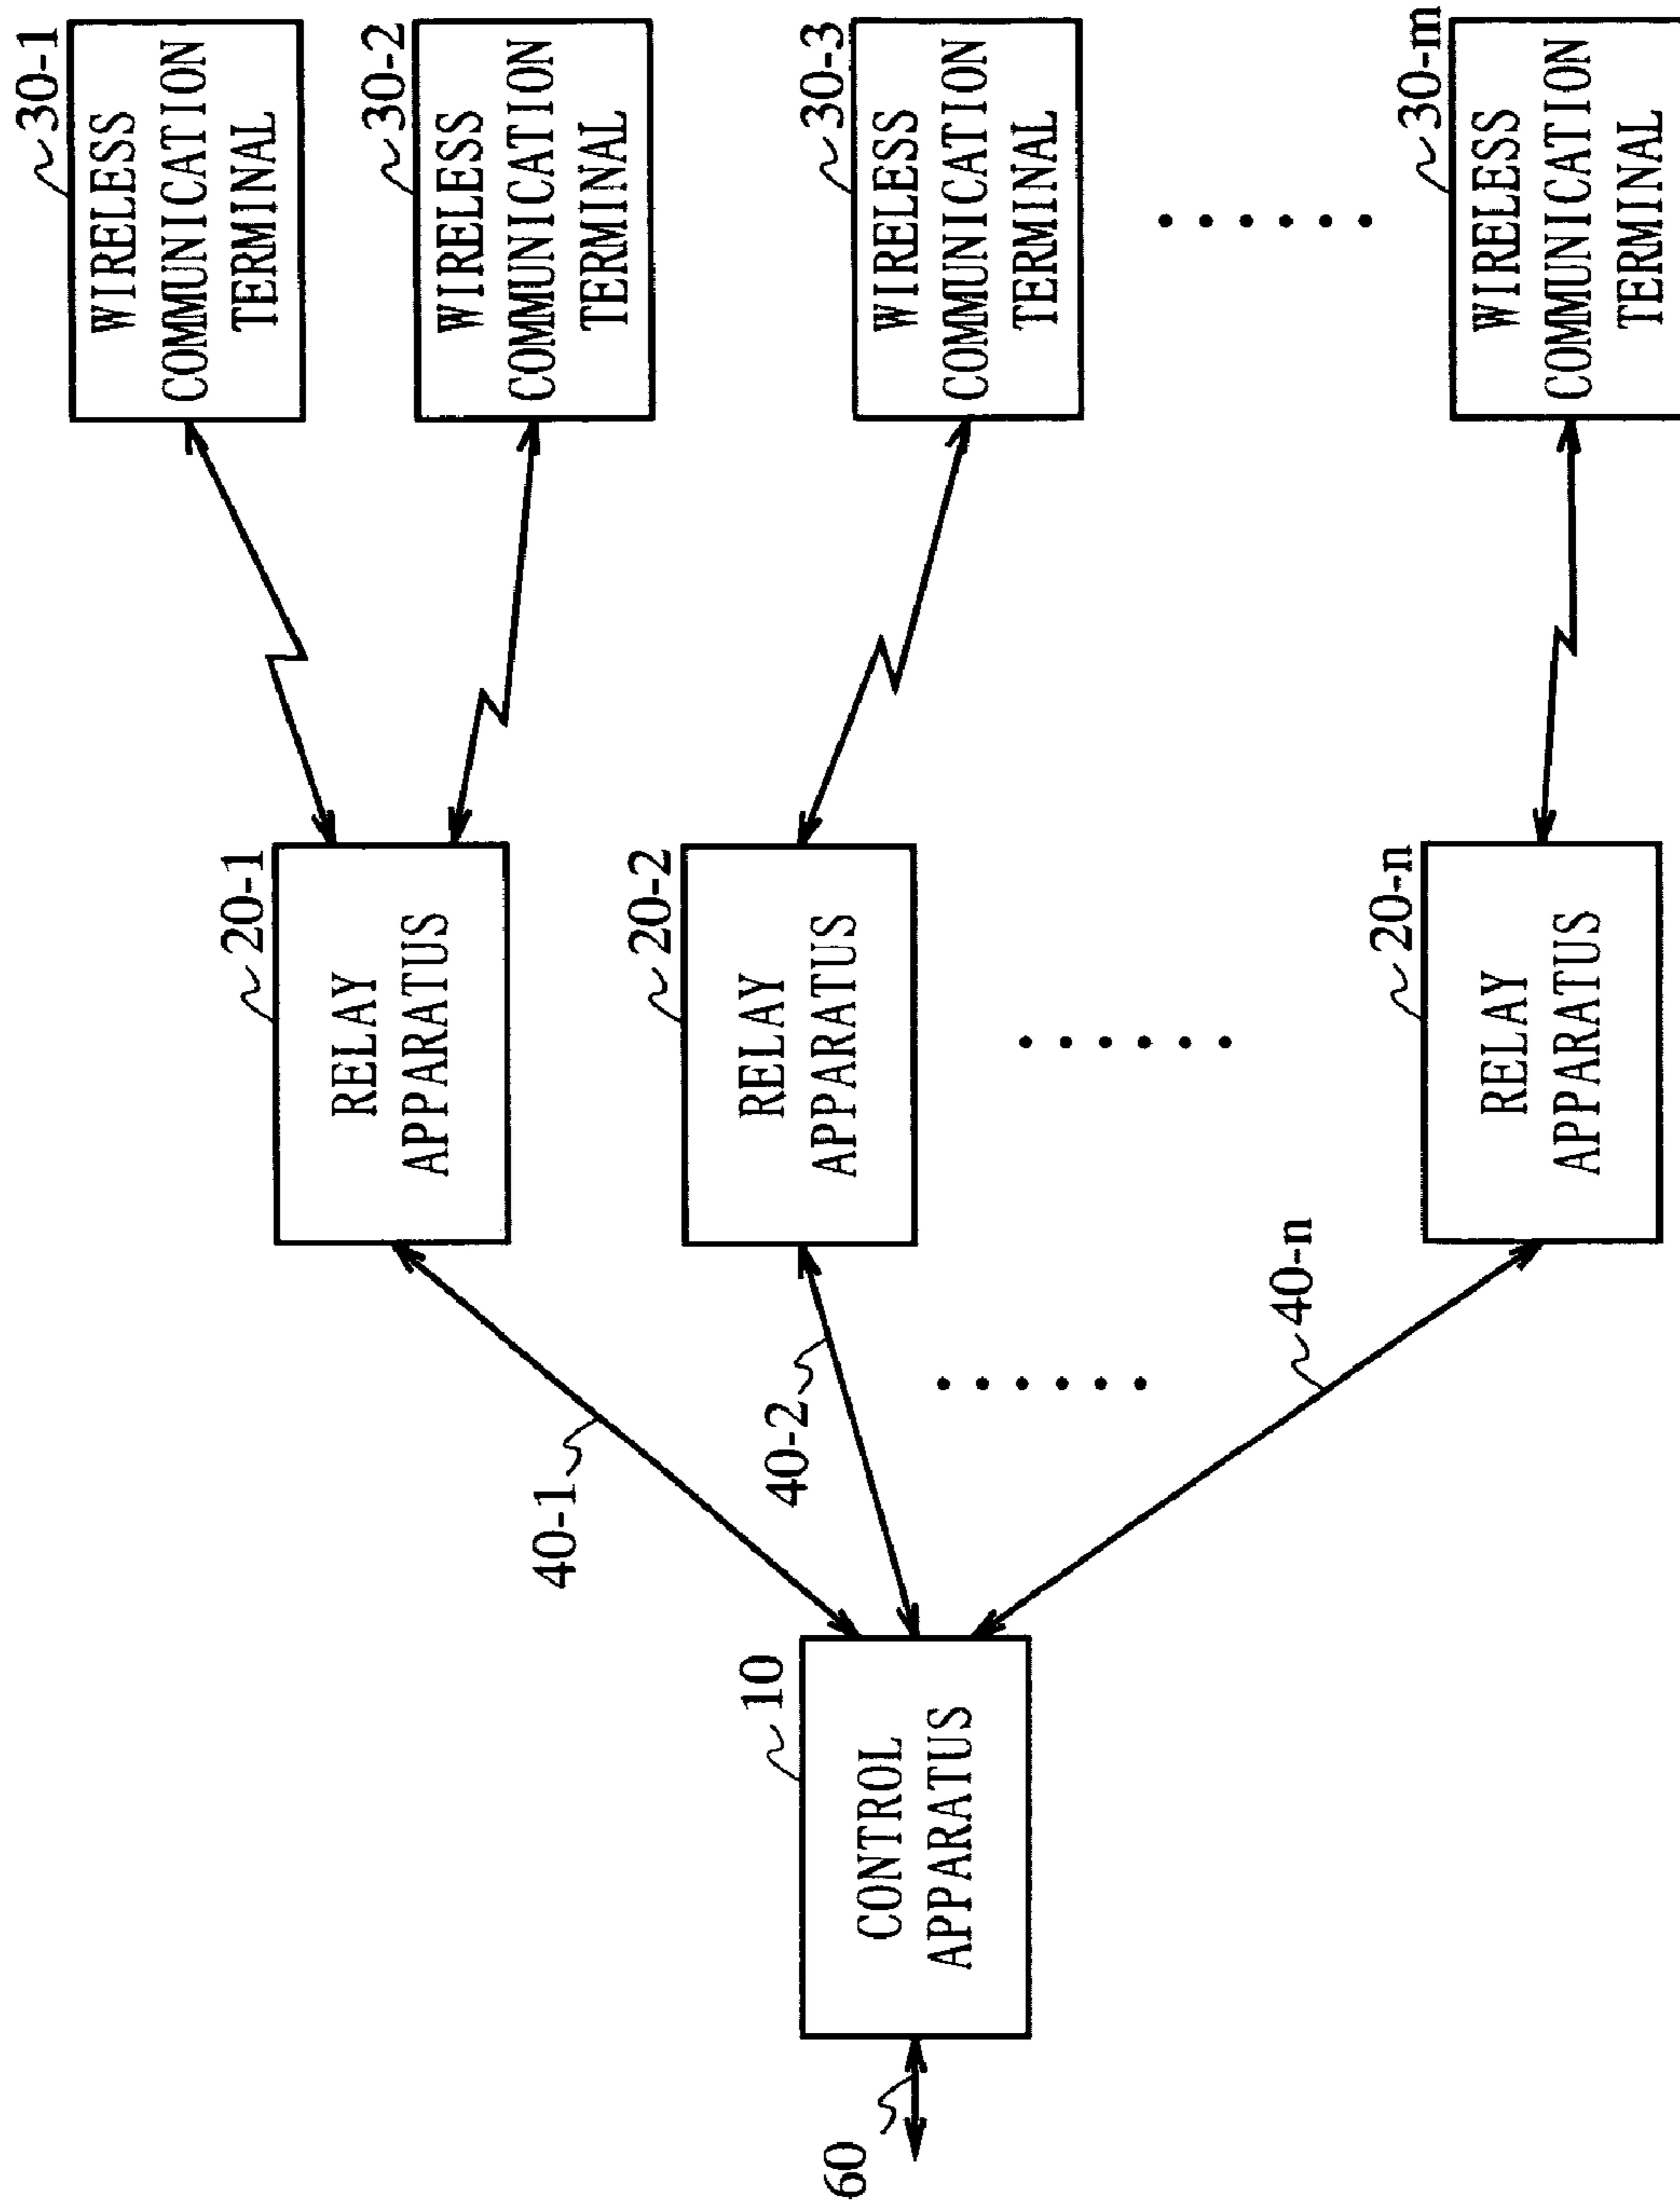 30-1
WIRELESS
COMMUNICATION
TERMINAL
30-2
WIRELESS
COMMUNICATION
TERMINAL
30-3
WIRELESS
COMMUNICATION
TERMINAL
30-m
WIRELESS
COMMUNICATION
TERMINAL
20-1
RELAY
APPARATUS
20-2
RELAY
APPARATUS
20-n
RELAY
APPARATUS
40-1
40-2
40-n
10
CONTROL
APPARATUS
60